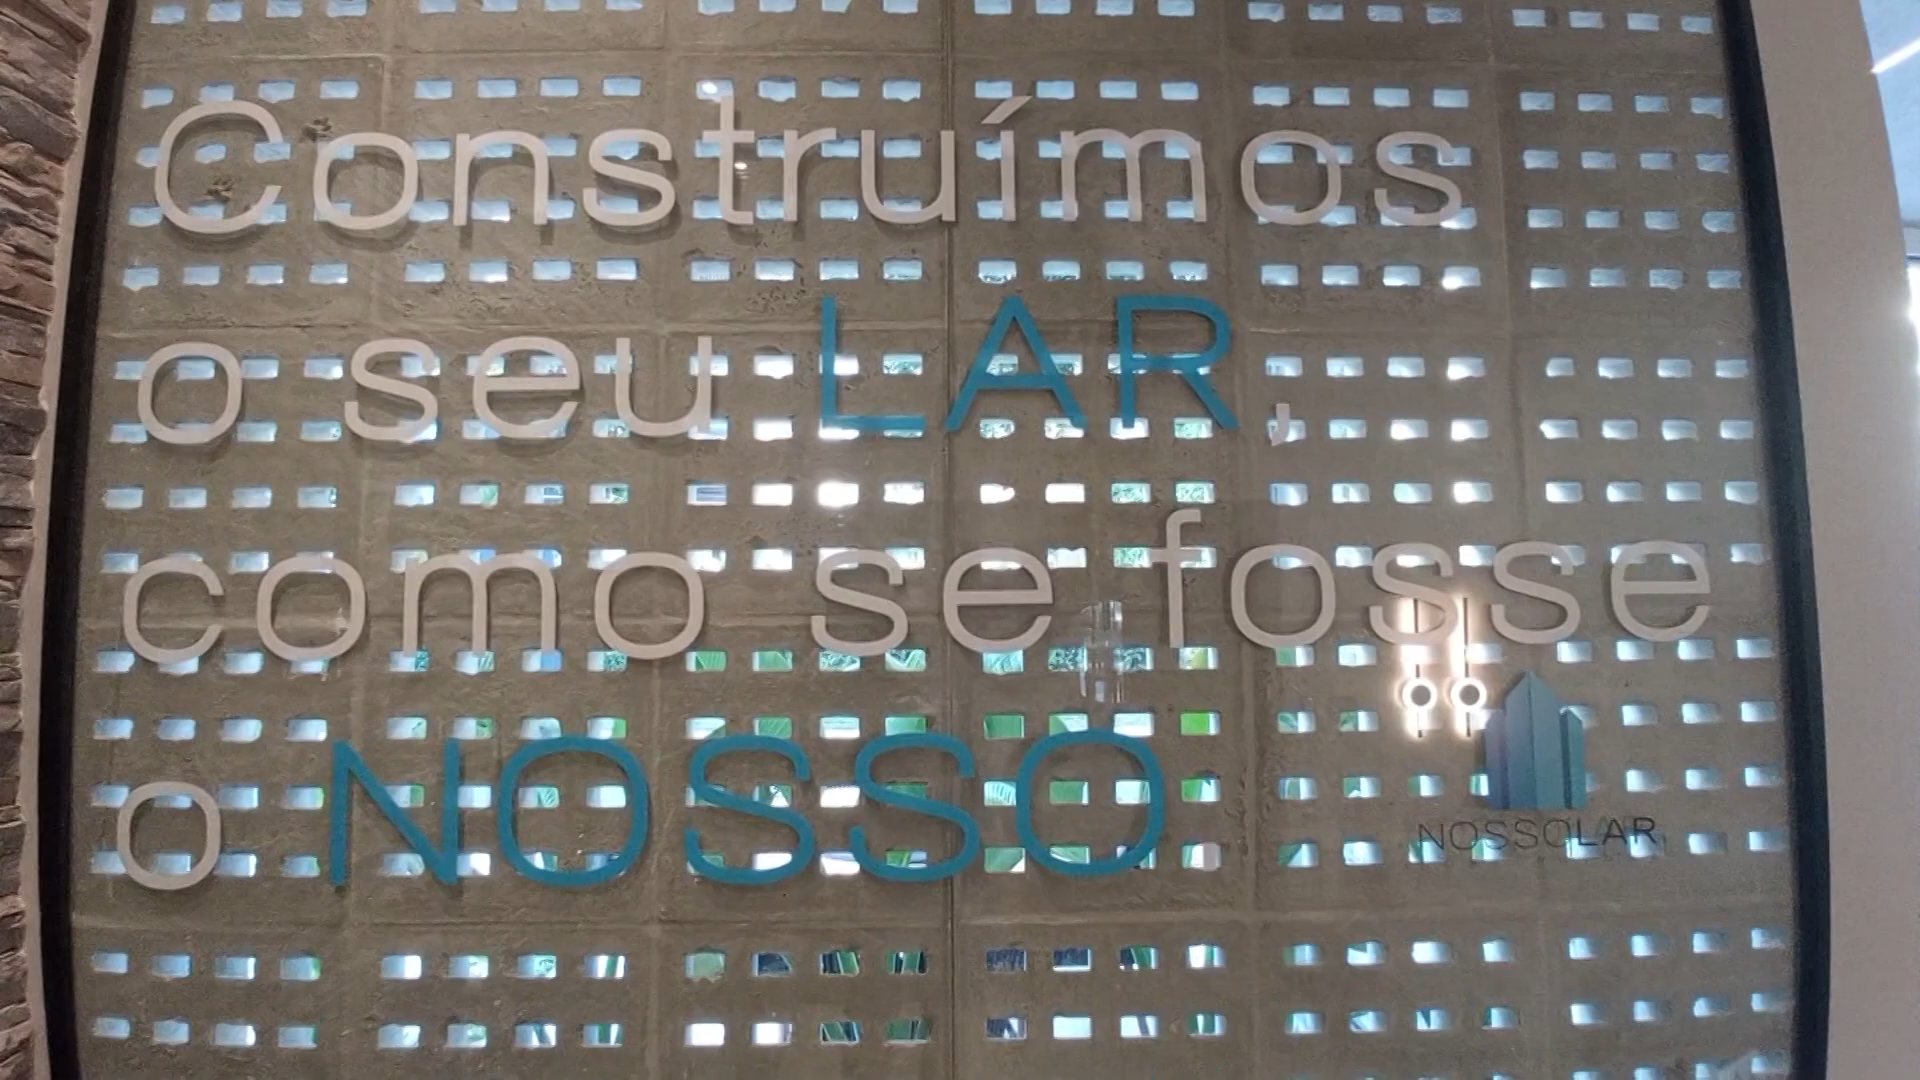 Construímos
o seu LAR,
como se fosse
o NOSSO
NOSSOLAR